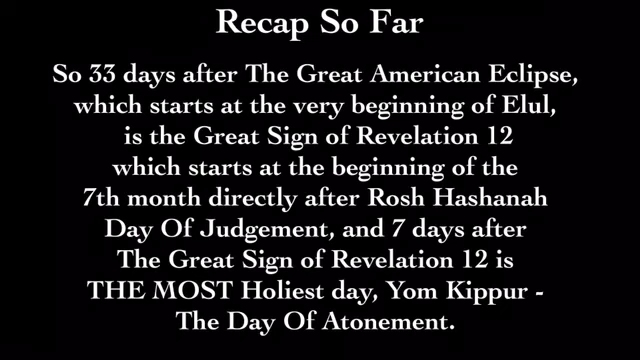 Recap So Far
So 33 days after The Great American Eclipse,
which starts at the very beginning of Elul,
is the Great Sign of Revelation 12
which starts at the beginning of the
7th month directly after Rosh Hashanah
Day Of Judgement, and 7 days after
The Great Sign of Revelation 12 is
THE MOST Holiest day, Yom Kippur -
The Day Of Atonement.